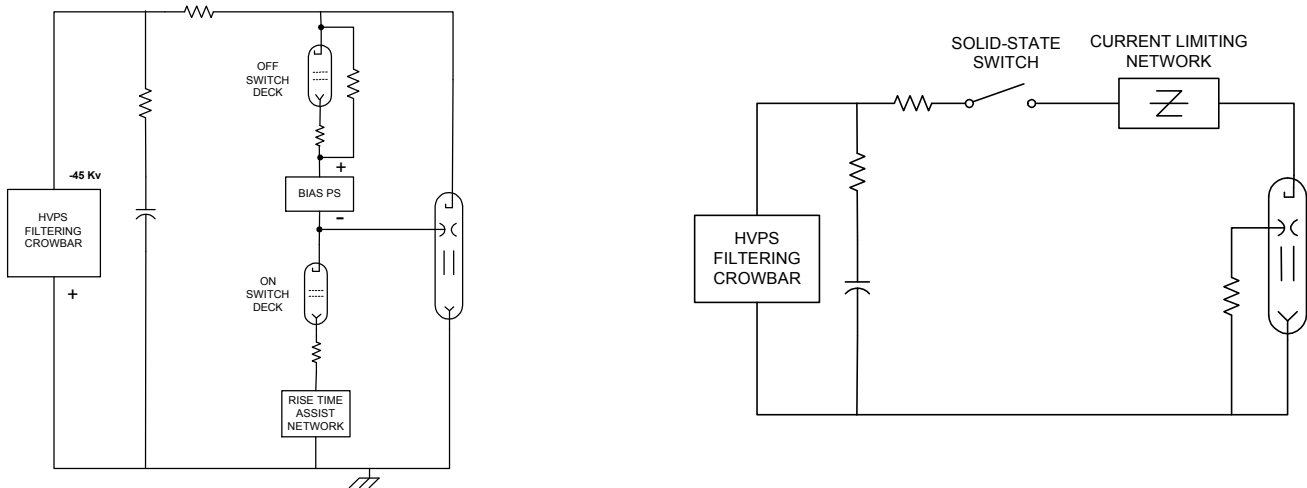 OFF
SWITCH
DECK
+
-45 Kv
BIAS PS
-
HVPS
FILTERING
CROWBAR
+
ON
SWITCH
DECK
RISE TIME
ASSIST
NETWORK
SOLID-STATE
SWITCH
CURRENT LIMITING
NETWORK
HVPS
FILTERING
CROWBAR